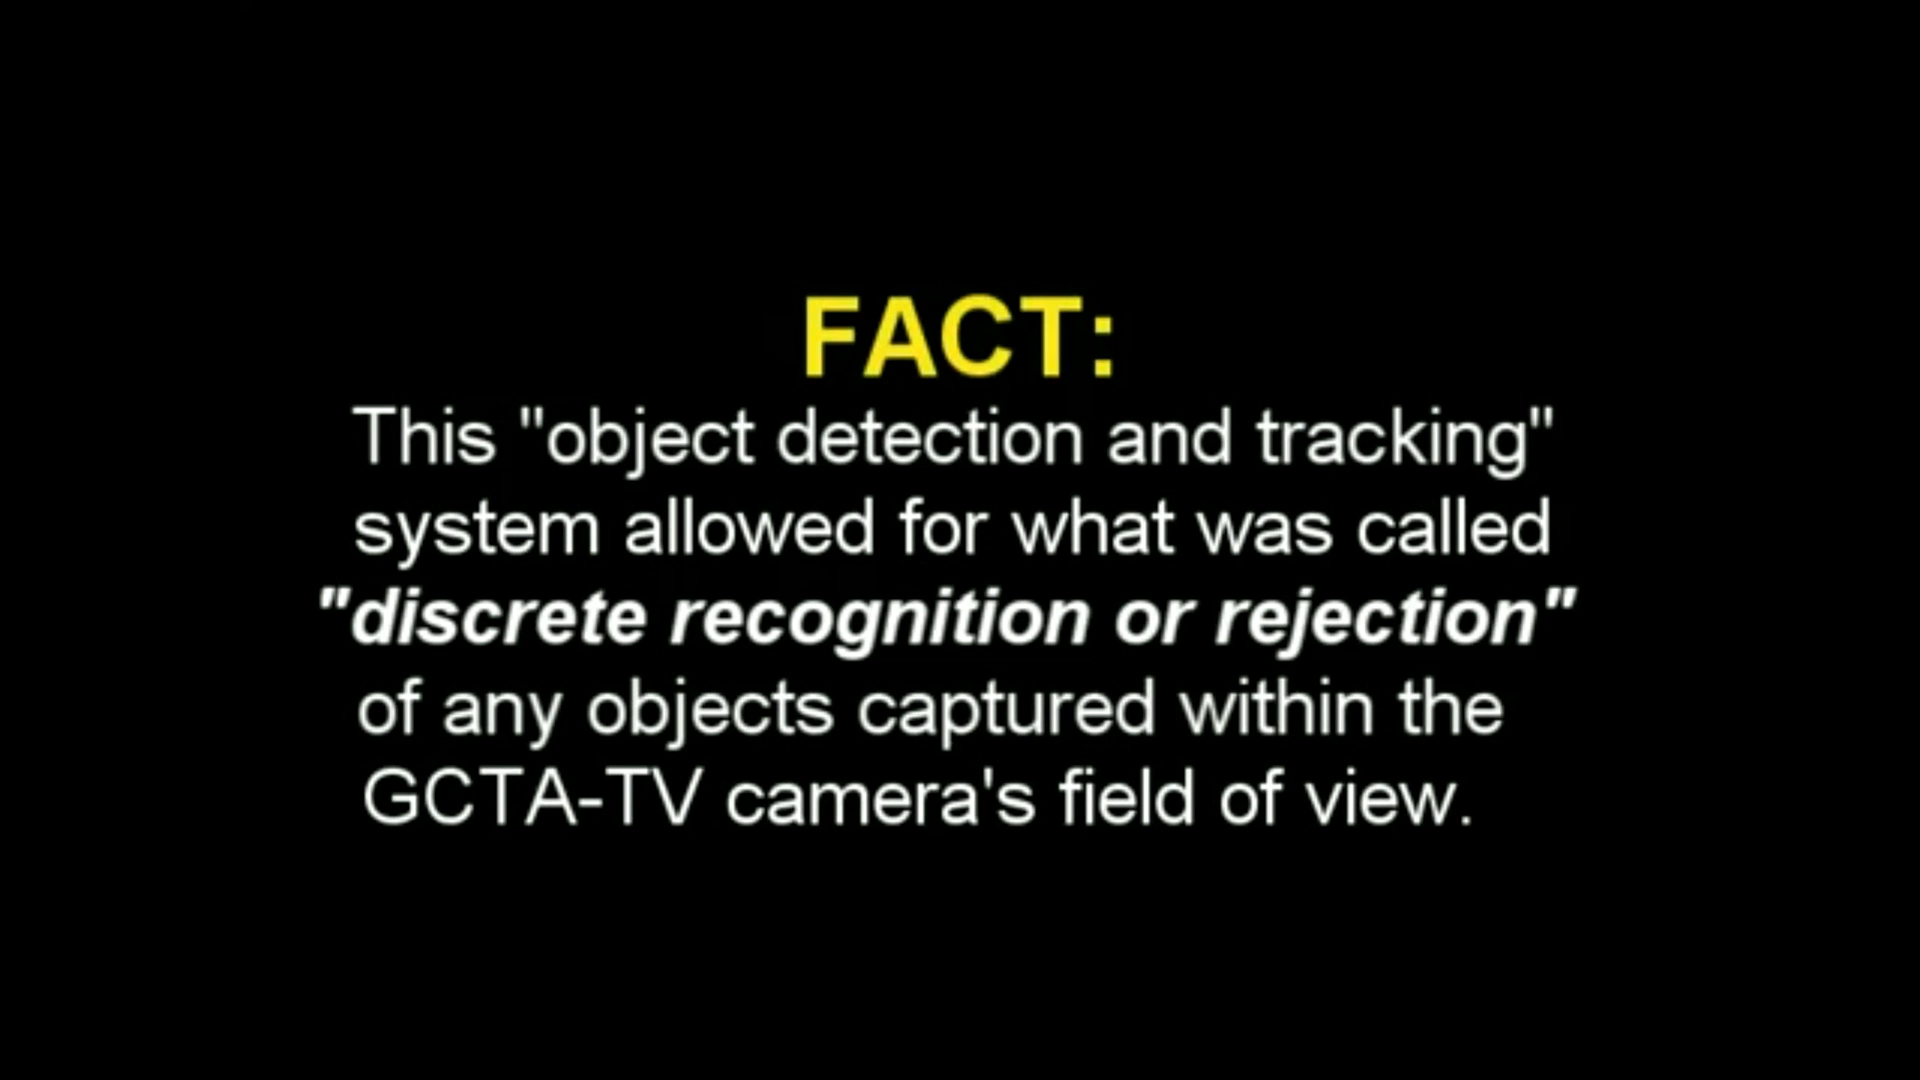 FACT:
This "object detection and tracking"
system allowed for what was called
"discrete recognition or rejection"
of any objects captured within the
GCTA-TV camera's field of view.